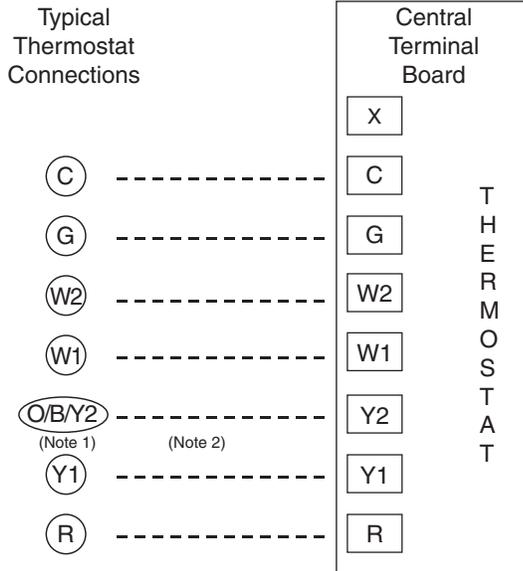 Typical
Thermostat
Connections
Central
Terminal
Board
X
C C
G G
W2 W2
W1 W1
O/B/Y2 Y2
(Note 1) (Note 2)
Y1 Y1
R R
THERMOSTAT